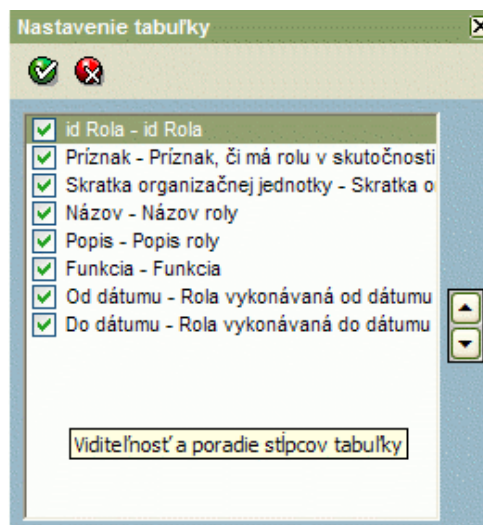 Nastavenie tabuľky
id Rola - id Rola
Príznak - Príznak, či má rolu v skutočnosti
Skratka organizačnej jednotky - Skratka o
Názov - Názov roly
Popis - Popis roly
Funkcia - Funkcia
Od dátumu - Rola vykonávaná od dátumu
Do dátumu - Rola vykonávaná do dátumu
Viditeľnosť a poradie stĺpcov tabuľky